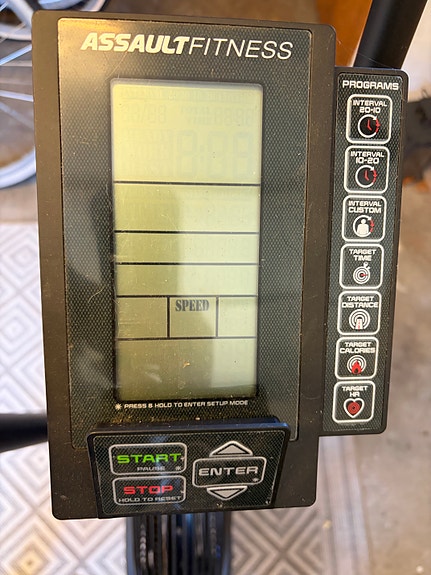 ASSAULTFITNESS
PROGRAMS
INTERVAL
20-10
INTERVAL
10-20
INTERVAL
CUSTOM
TARGET
TIME
TARGET
DISTANCE
TARGET
CALORIES
TARGET
HR
SPEED
* PRESS & HOLD TO ENTER SETUP MODE
START
PAUSE *
STOP
HOLD TO RESET
ENTER *